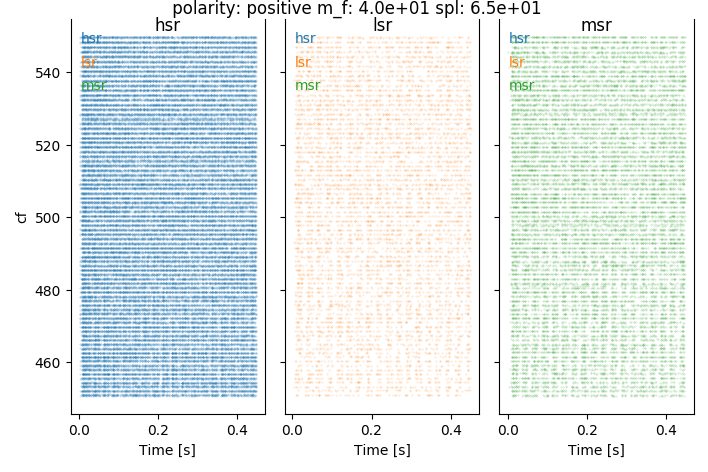 polarity: positive m_f: 4.0e+01 spl: 6.5e+01
hsr
lsr
msr
hsr
lsr
msr
hsr
lsr
msr
hsr
lsr
msr
540
520
500
480
460
cf
0.0
0.2
0.4
0.0
0.2
0.4
0.0
0.2
0.4
Time [s]
Time [s]
Time [s]